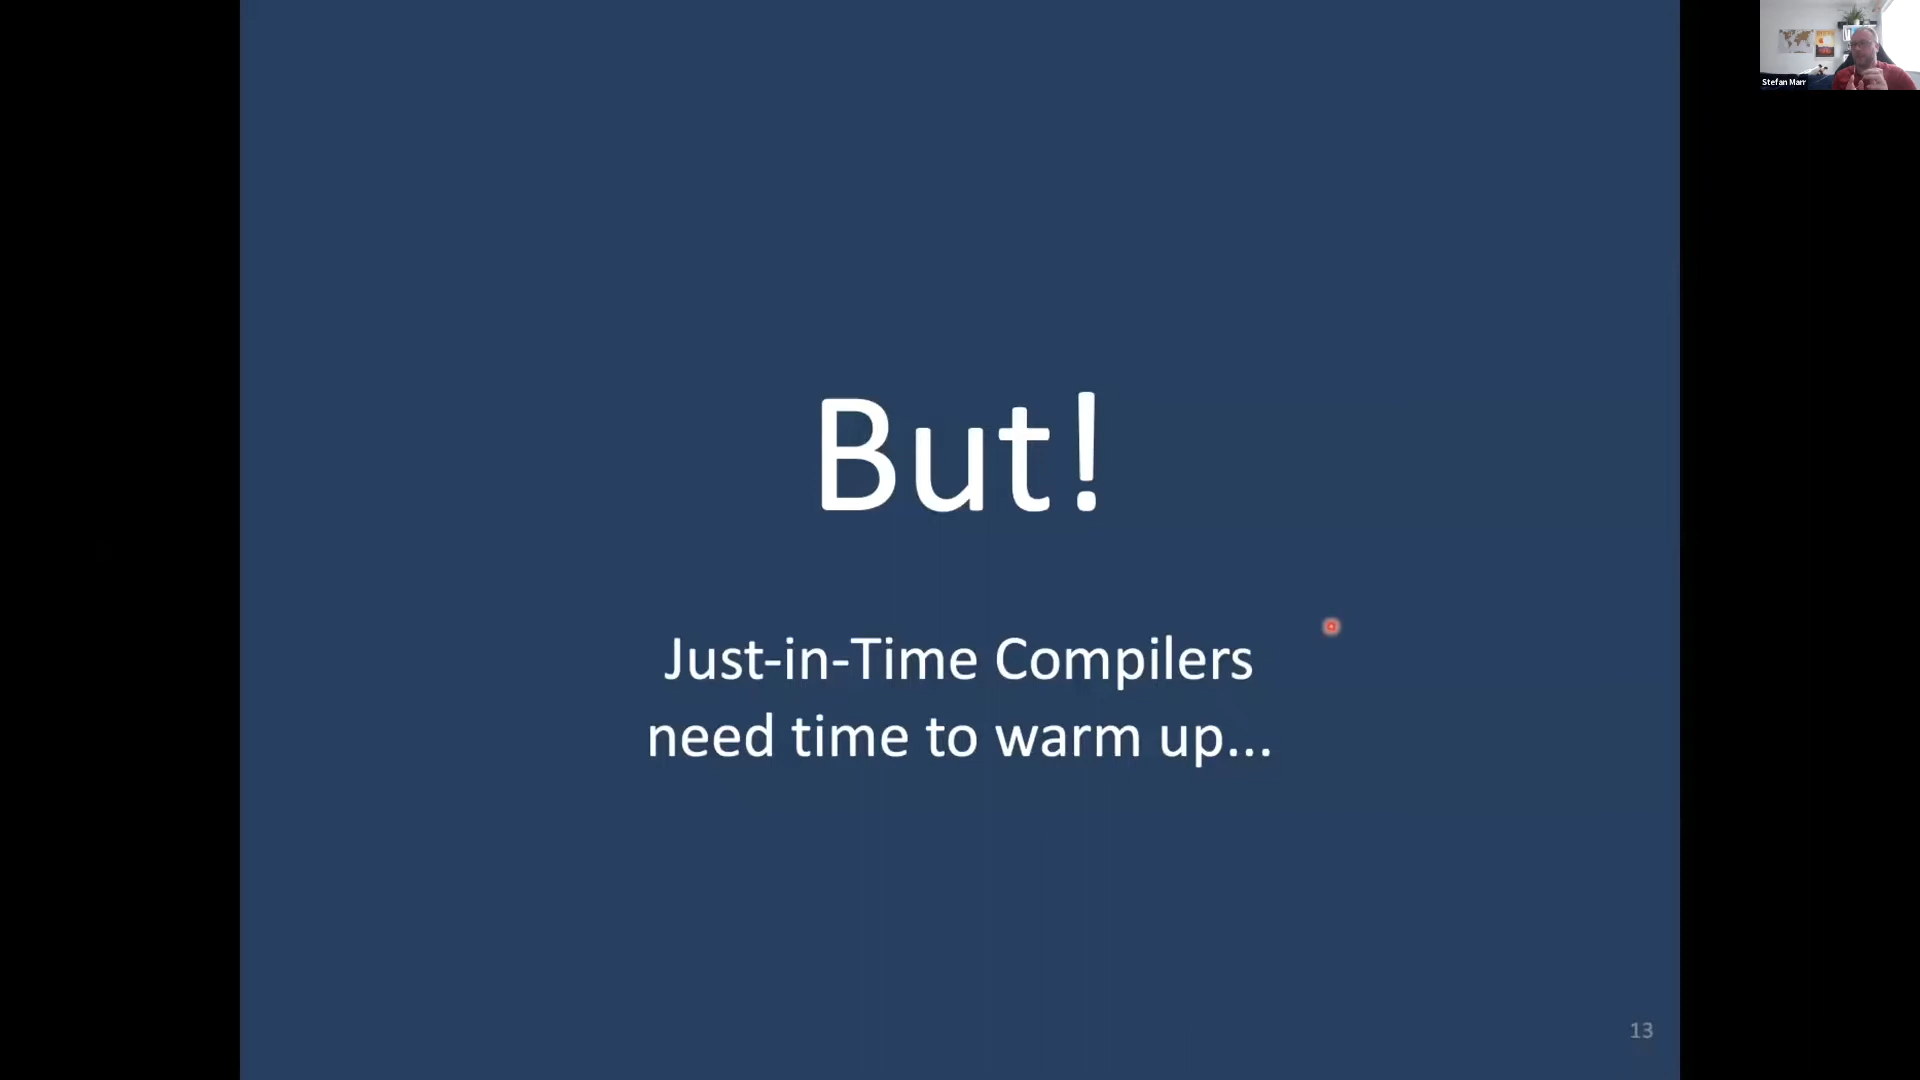 But!
Just-in-Time Compilers
need time to warm up...
13
Stefan Marr